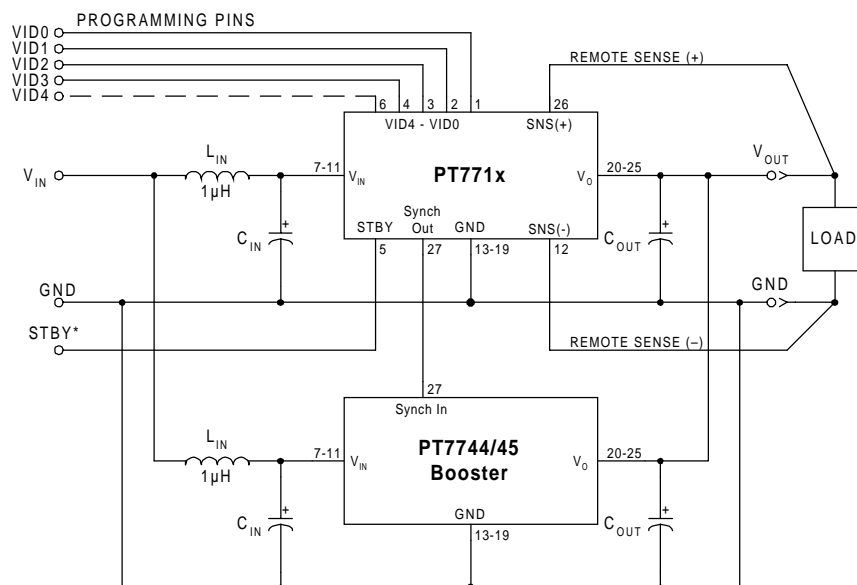 PROGRAMMING PINS
VID0
VID1
VID2
VID3
VID4
REMOTE SENSE (+)
6 4 3 2 1 26
VID4 - VID0 SNS(+)
L_IN
V_IN
1µH
7-11
V_IN
PT771x
V_O
20-25
V_OUT
LOAD
C_IN
+
STBY
Synch
Out
GND
SNS(-)
C_OUT
+
5 27 13-19 12
GND
GND
STBY*
REMOTE SENSE (–)
27
Synch In
L_IN
1µH
7-11
V_IN
PT7744/45
Booster
V_O
20-25
C_IN
+
GND
13-19
C_OUT
+